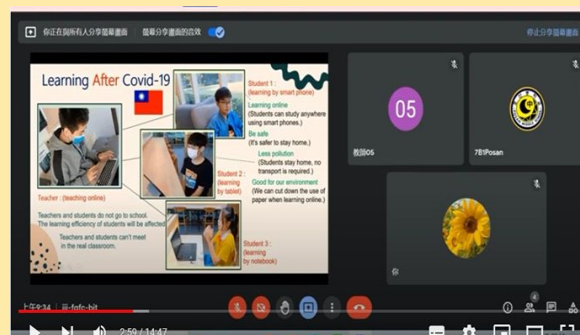 你正在與所有人分享螢幕畫面
螢幕分享畫面的音效
停止分享螢幕畫面
Learning After Covid-19
Student 1 :
(learning by smart phone)
Learning online
(Students can study anywhere
using smart phones.)
Be safe
(It's safer to stay home.)
Less pollution
(Students stay home, no
transport is required.)
Good for our environment
(We can cut down the use of
paper when learning online.)
Student 2 :
(learning
by tablet)
Teacher : (teaching online)
Teachers and students do not go to school.
The learning efficiency of students will be affected
Teachers and students can't meet
in the real classroom.
Student 3 :
(learning
by notebook)
05
教師05
781Posan
你
上午9:34
4
2:59 / 14:47